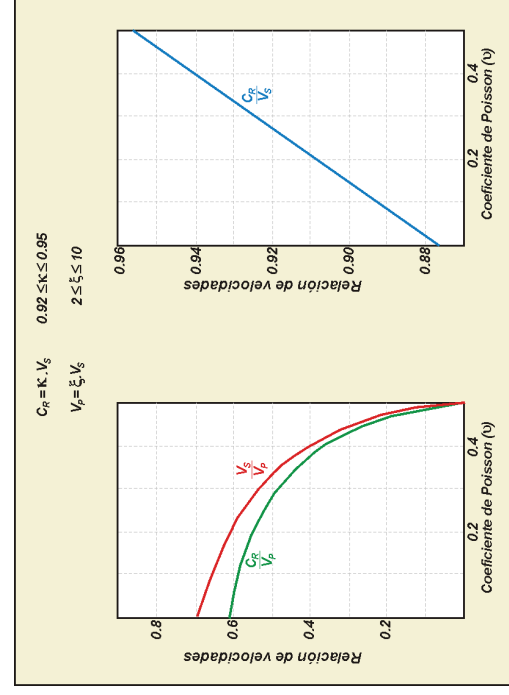 C_R = κ.V_S 0.92 ≤ κ ≤ 0.95
V_P = ξ.V_S 2 ≤ ξ ≤ 10
Relación de velocidades
0.8
0.6
0.4
0.2
V_S
V_P
C_R
V_P
0.2 0.4
Coeficiente de Poisson (υ)
Relación de velocidades
0.96
0.94
0.92
0.90
0.88
C_R
V_S
0.2 0.4
Coeficiente de Poisson (υ)